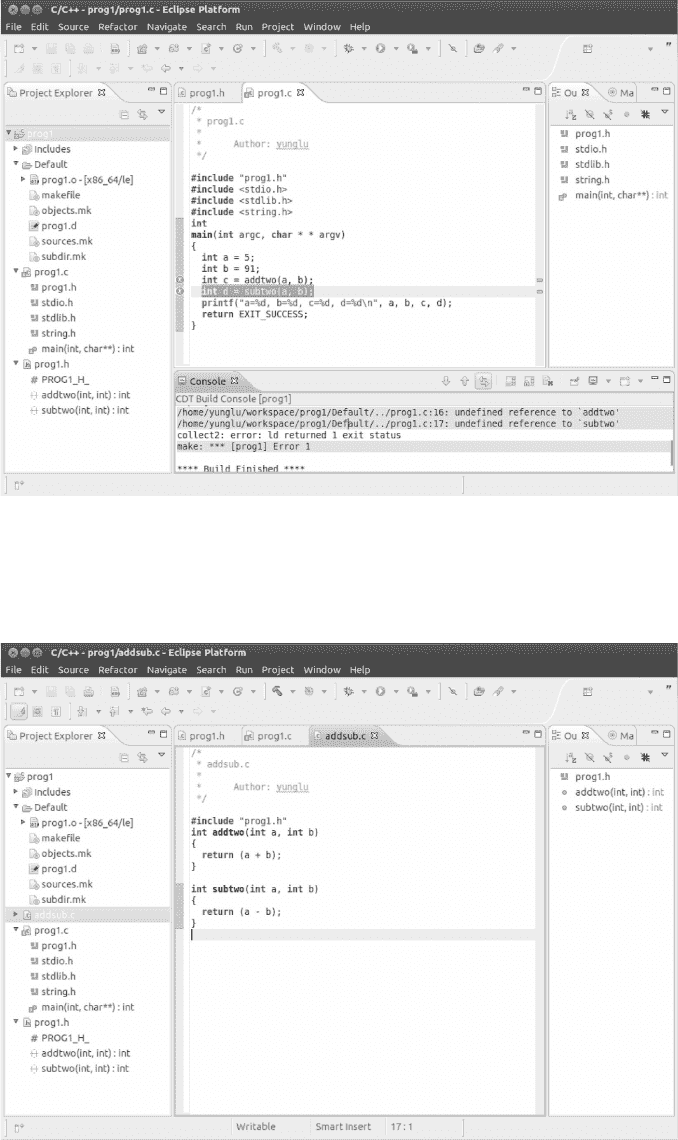 C/C++ - prog1/prog1.c - Eclipse Platform
File Edit Source Refactor Navigate Search Run Project Window Help
Project Explorer
prog1
Includes
Default
prog1.o - [x86_64/le]
makefile
objects.mk
prog1.d
sources.mk
subdir.mk
prog1.c
prog1.h
stdio.h
stdlib.h
string.h
main(int, char**) : int
prog1.h
# PROG1_H_
addtwo(int, int) : int
subtwo(int, int) : int
prog1.h
prog1.c
/*
* prog1.c
*
* Author: yunglu
*/
#include "prog1.h"
#include <stdio.h>
#include <stdlib.h>
#include <string.h>
int
main(int argc, char * * argv)
{
int a = 5;
int b = 91;
int c = addtwo(a, b);
int d = subtwo(a, b);
printf("a=%d, b=%d, c=%d, d=%d\n", a, b, c, d);
return EXIT_SUCCESS;
}
Ou
Ma
prog1.h
stdio.h
stdlib.h
string.h
main(int, char**) : int
Console
CDT Build Console [prog1]
/home/yunglu/workspace/prog1/Default/../prog1.c:16: undefined reference to `addtwo'
/home/yunglu/workspace/prog1/Default/../prog1.c:17: undefined reference to `subtwo'
collect2: error: ld returned 1 exit status
make: *** [prog1] Error 1
**** Build Finished ****
C/C++ - prog1/addsub.c - Eclipse Platform
File Edit Source Refactor Navigate Search Run Project Window Help
Project Explorer
prog1
Includes
Default
prog1.o - [x86_64/le]
makefile
objects.mk
prog1.d
sources.mk
subdir.mk
addsub.c
prog1.c
prog1.h
stdio.h
stdlib.h
string.h
main(int, char**) : int
prog1.h
# PROG1_H_
addtwo(int, int) : int
subtwo(int, int) : int
prog1.h
prog1.c
addsub.c
/*
* addsub.c
*
* Author: yunglu
*/
#include "prog1.h"
int addtwo(int a, int b)
{
return (a + b);
}
int subtwo(int a, int b)
{
return (a - b);
}
Ou
Ma
prog1.h
addtwo(int, int) : int
subtwo(int, int) : int
Writable
Smart Insert
17 : 1